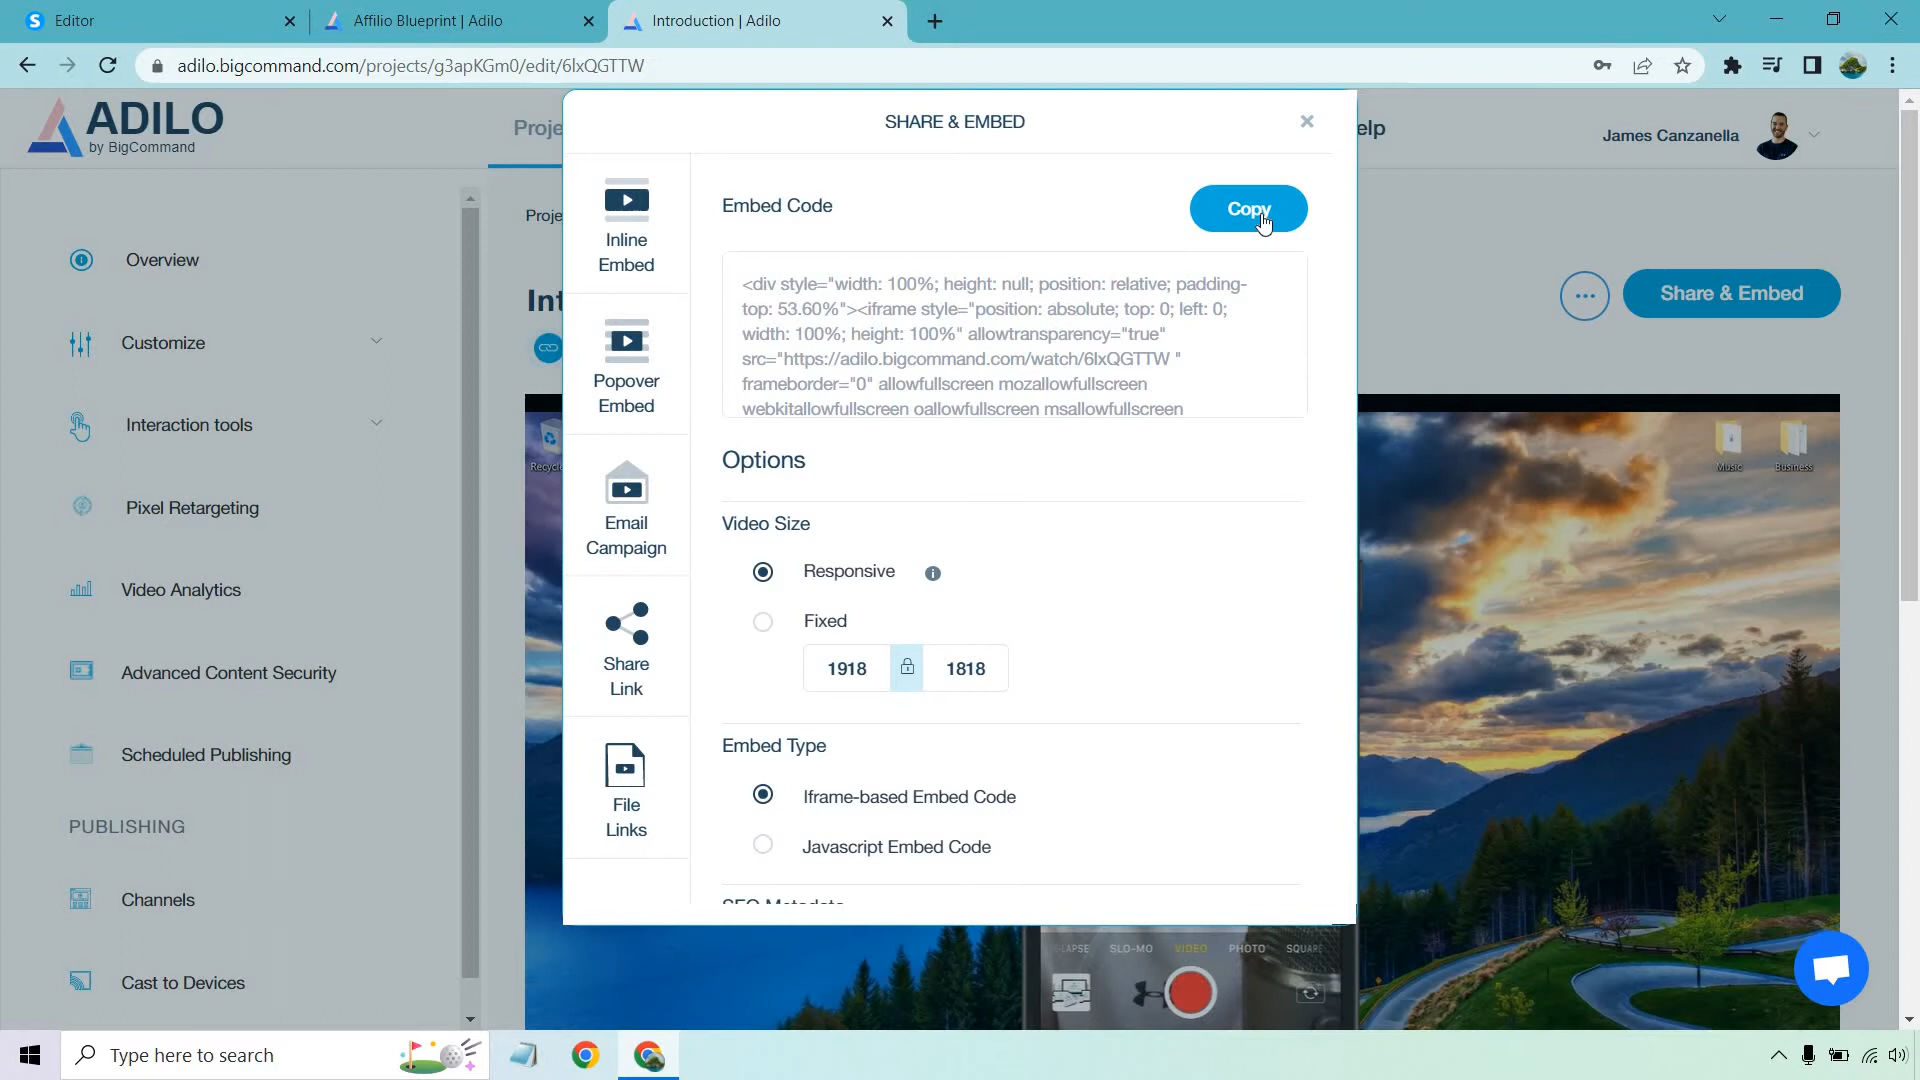 Editor
Affilio Blueprint | Adilo
Introduction | Adilo
adilo.bigcommand.com/projects/g3apKGm0/edit/6lxQGTTW
ADILO
by BigCommand
Proje
elp
James Canzanella
SHARE & EMBED
Overview
Customize
Interaction tools
Pixel Retargeting
Video Analytics
Advanced Content Security
Scheduled Publishing
PUBLISHING
Channels
Cast to Devices
Proje
Int
Share & Embed
Inline
Embed
Popover
Embed
Email
Campaign
Share
Link
File
Links
Embed Code
Copy
<div style="width: 100%; height: null; position: relative; padding-
top: 53.60%"><iframe style="position: absolute; top: 0; left: 0;
width: 100%; height: 100%" allowtransparency="true"
src="https://adilo.bigcommand.com/watch/6lxQGTTW "
frameborder="0" allowfullscreen mozallowfullscreen
webkitallowfullscreen oallowfullscreen msallowfullscreen
Options
Video Size
Responsive
Fixed
1918
1818
Embed Type
Iframe-based Embed Code
Javascript Embed Code
SEO Metadata
Recycle
Music
Business
ELAPSE
SLO-MO
VIDEO
PHOTO
SQUARE
Type here to search